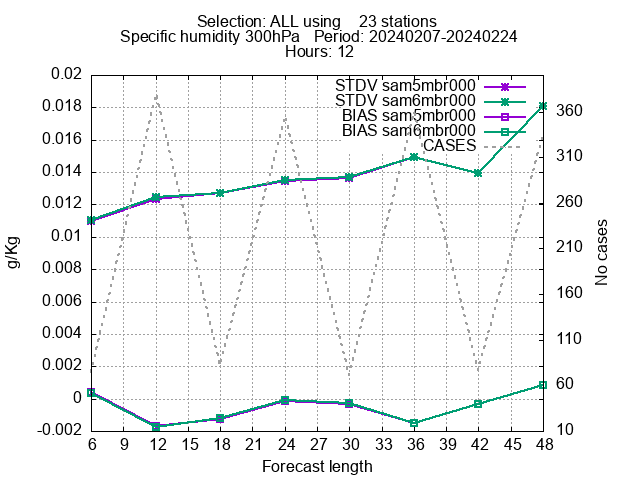 Selection: ALL using    23 stations
Specific humidity 300hPa   Period: 20240207-20240224
Hours: 12
STDV sam5mbr000
STDV sam6mbr000
BIAS sam5mbr000
BIAS sam6mbr000
CASES
0.02
0.018
0.016
0.014
0.012
0.01
0.008
0.006
0.004
0.002
0
-0.002
g/Kg
360
310
260
210
160
110
60
10
No cases
6 9 12 15 18 21 24 27 30 33 36 39 42 45 48
Forecast length